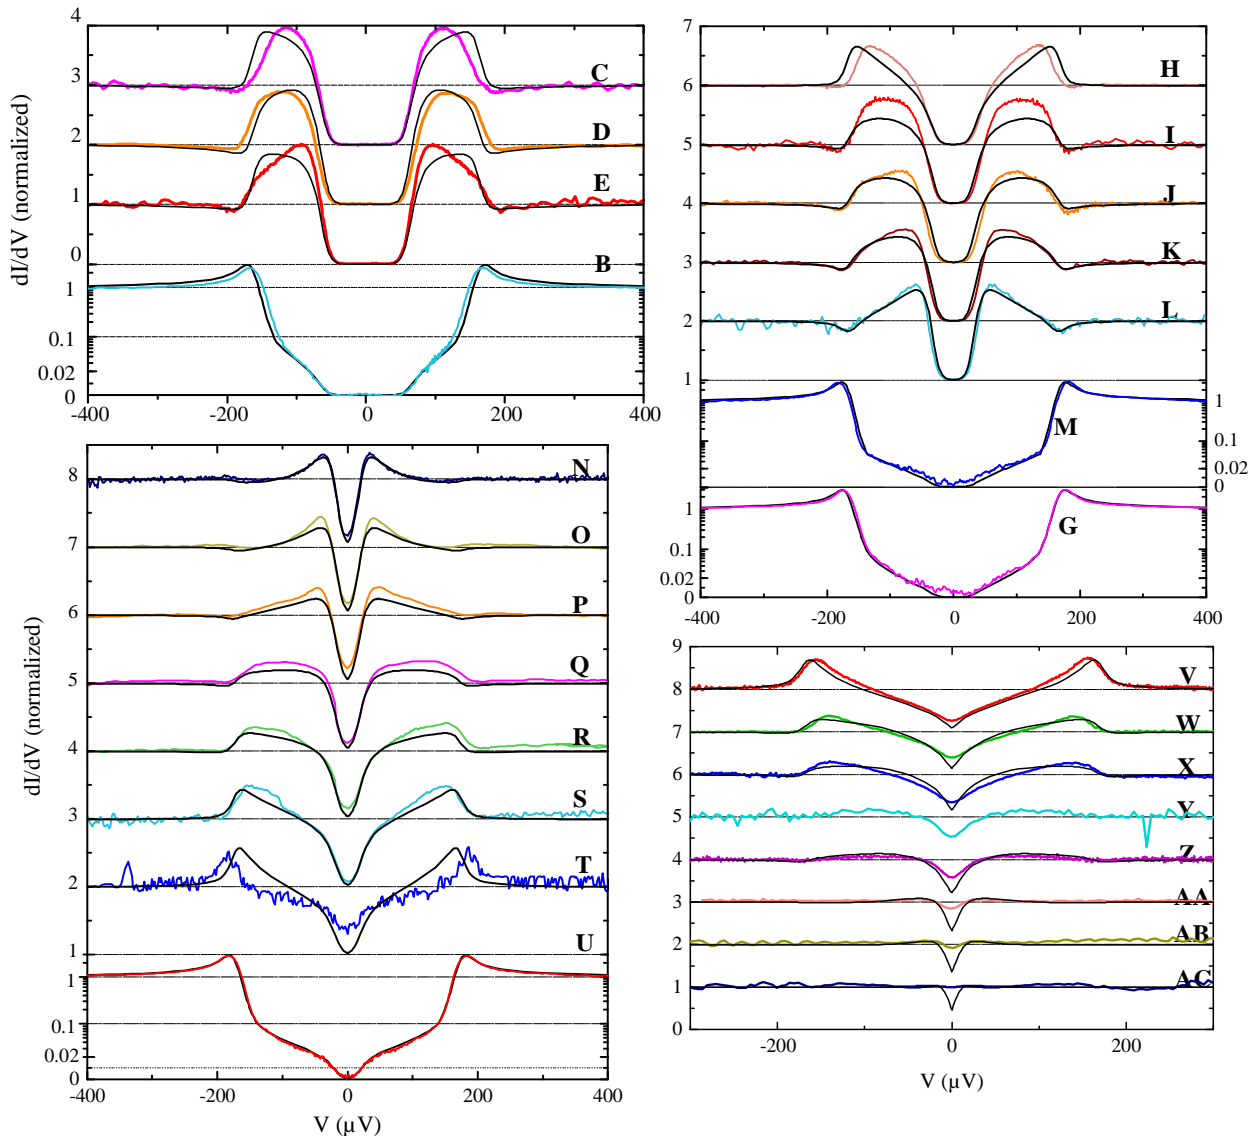 4
C
3
D
2
E
1
0
B
1
0.1
0.02
0
-400
-200
0
200
400
dI/dV (normalized)
7
H
6
I
5
J
4
K
3
L
2
1
M
1
0.1
0.02
0
G
1
0.1
0.02
0
-400
-200
0
200
400
8
N
7
O
6
P
5
Q
4
R
3
S
2
T
1
U
1
0.1
0.02
0
-400
-200
0
200
400
dI/dV (normalized)
V (µV)
9
V
8
W
7
X
6
Y
5
Z
4
AA
3
AB
2
AC
1
0
-200
0
200
V (µV)